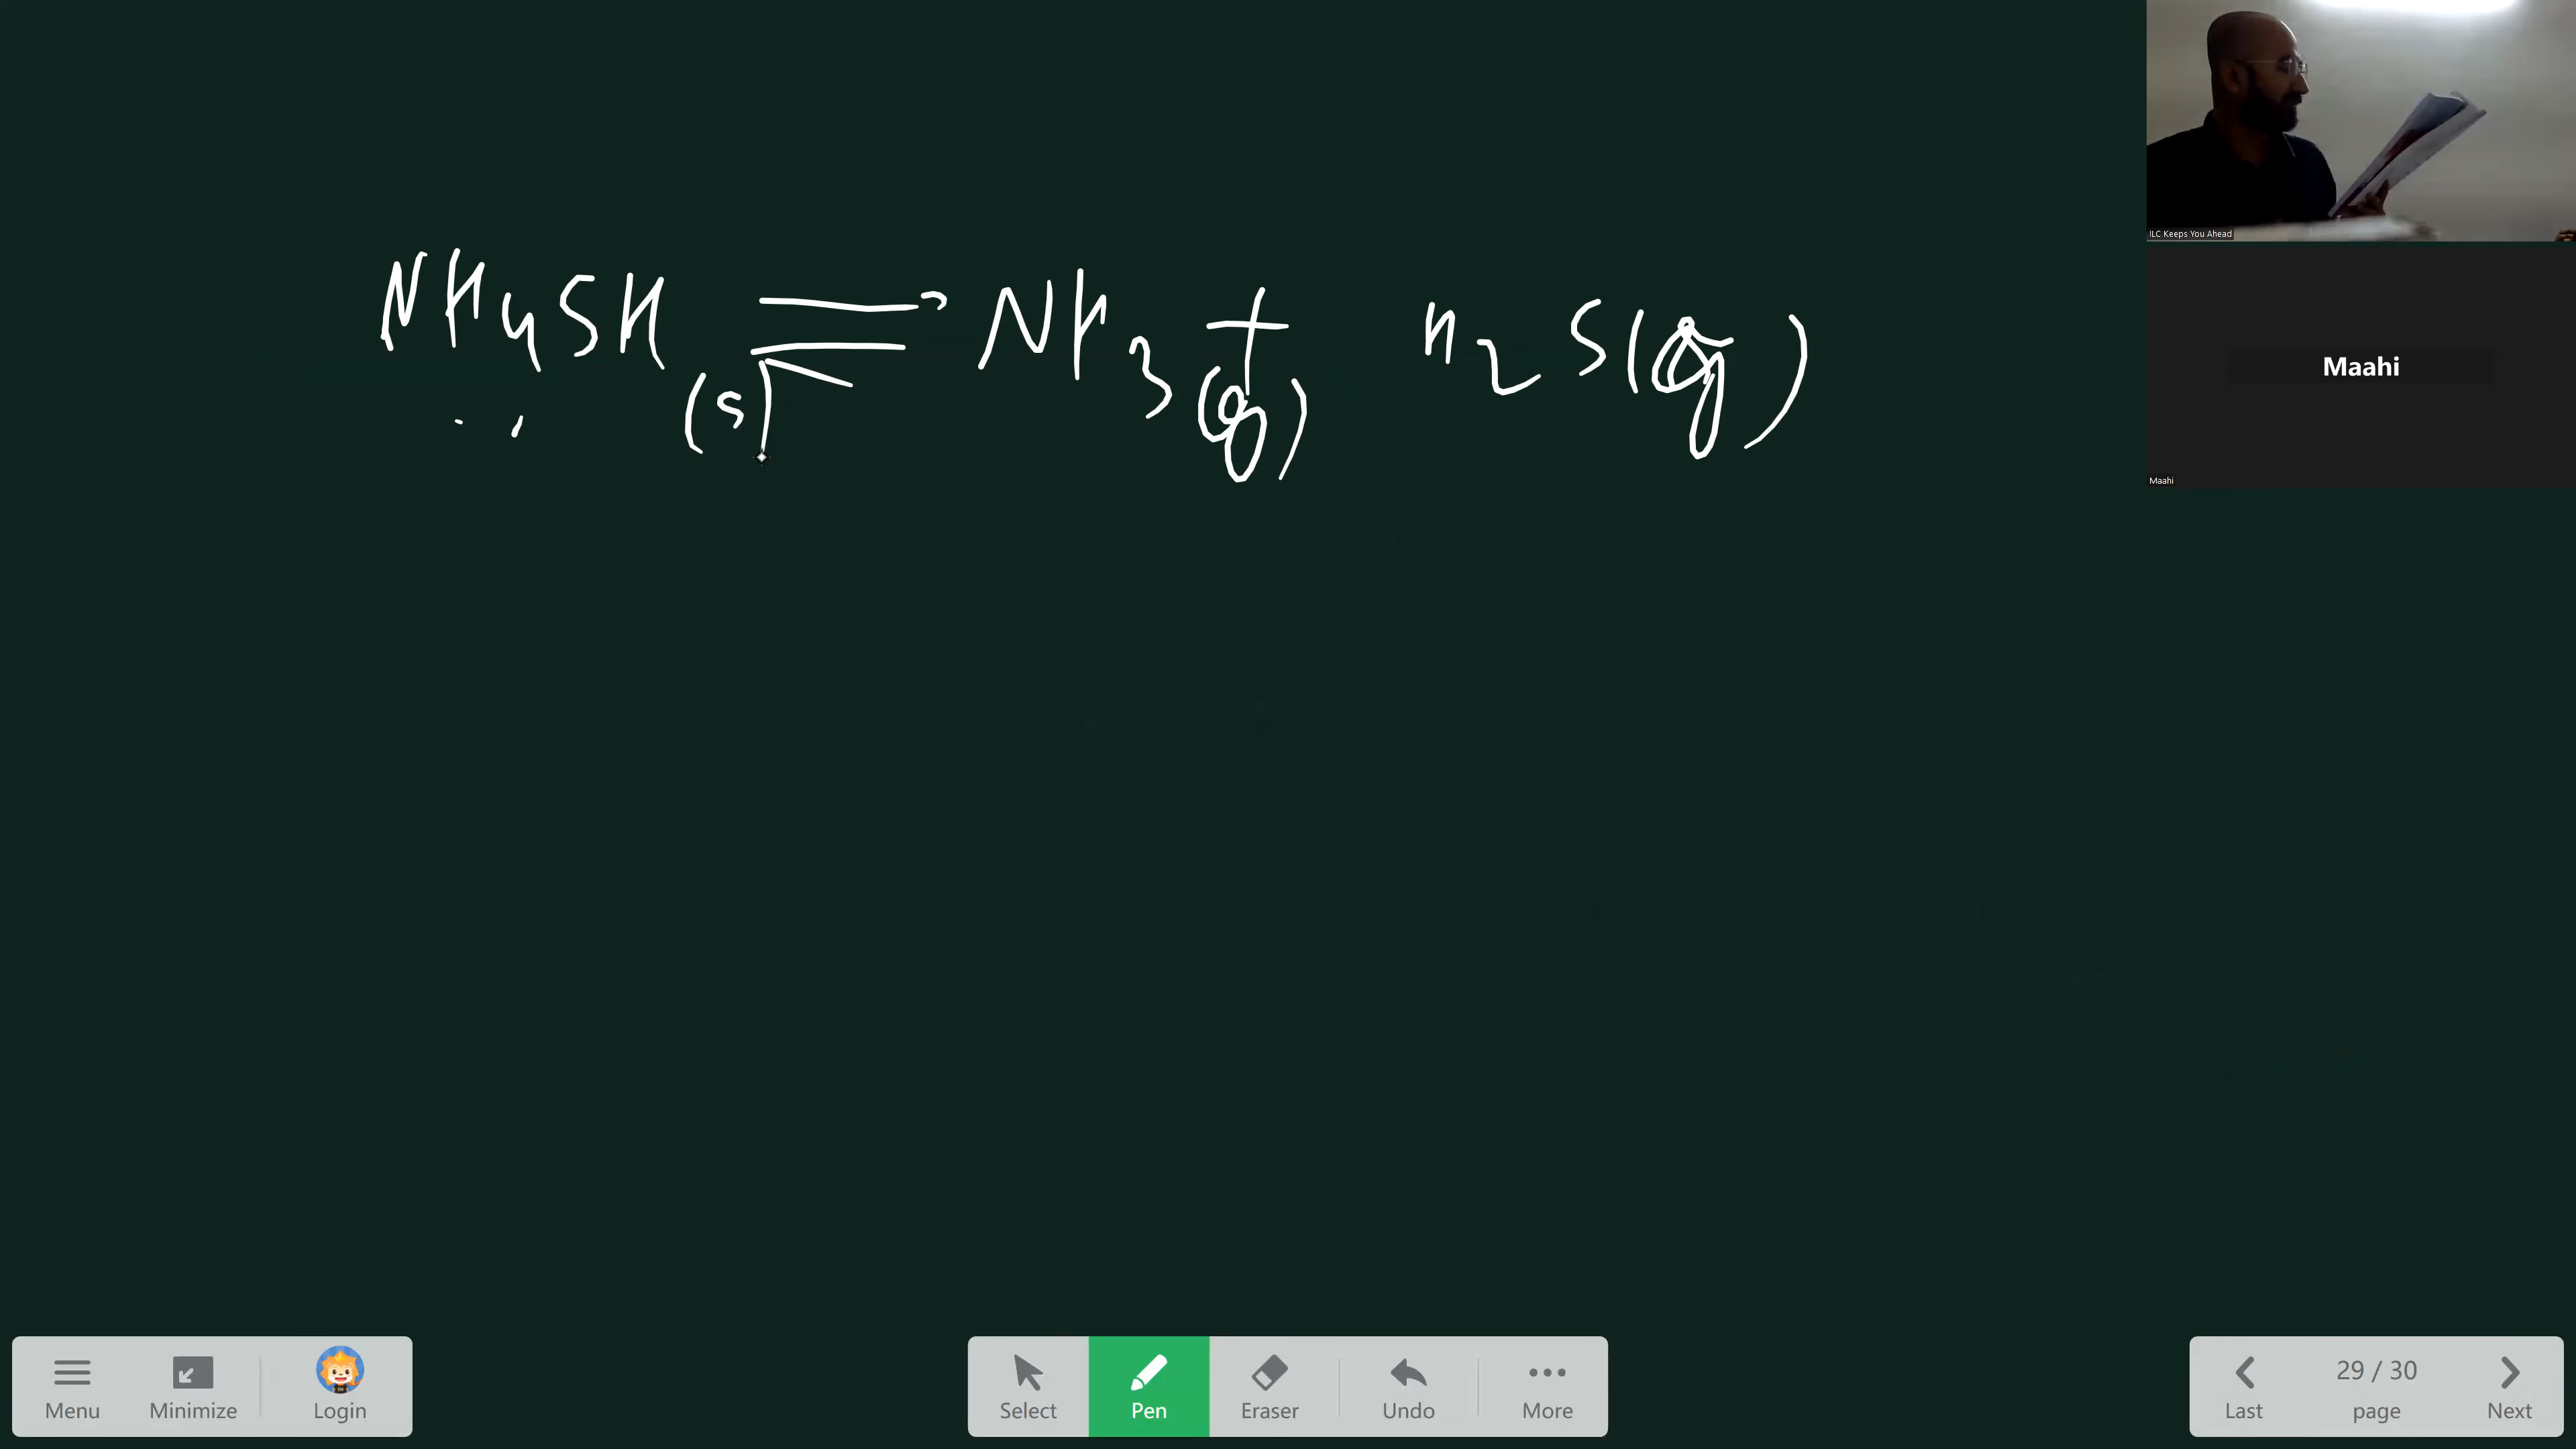 ILC Keeps You Ahead
NH4SH(s) ⇌ NH3(g) + H2S(g)
Maahi
Maahi
Menu
Minimize
Login
Select
Pen
Eraser
Undo
More
Last
29 / 30
page
Next